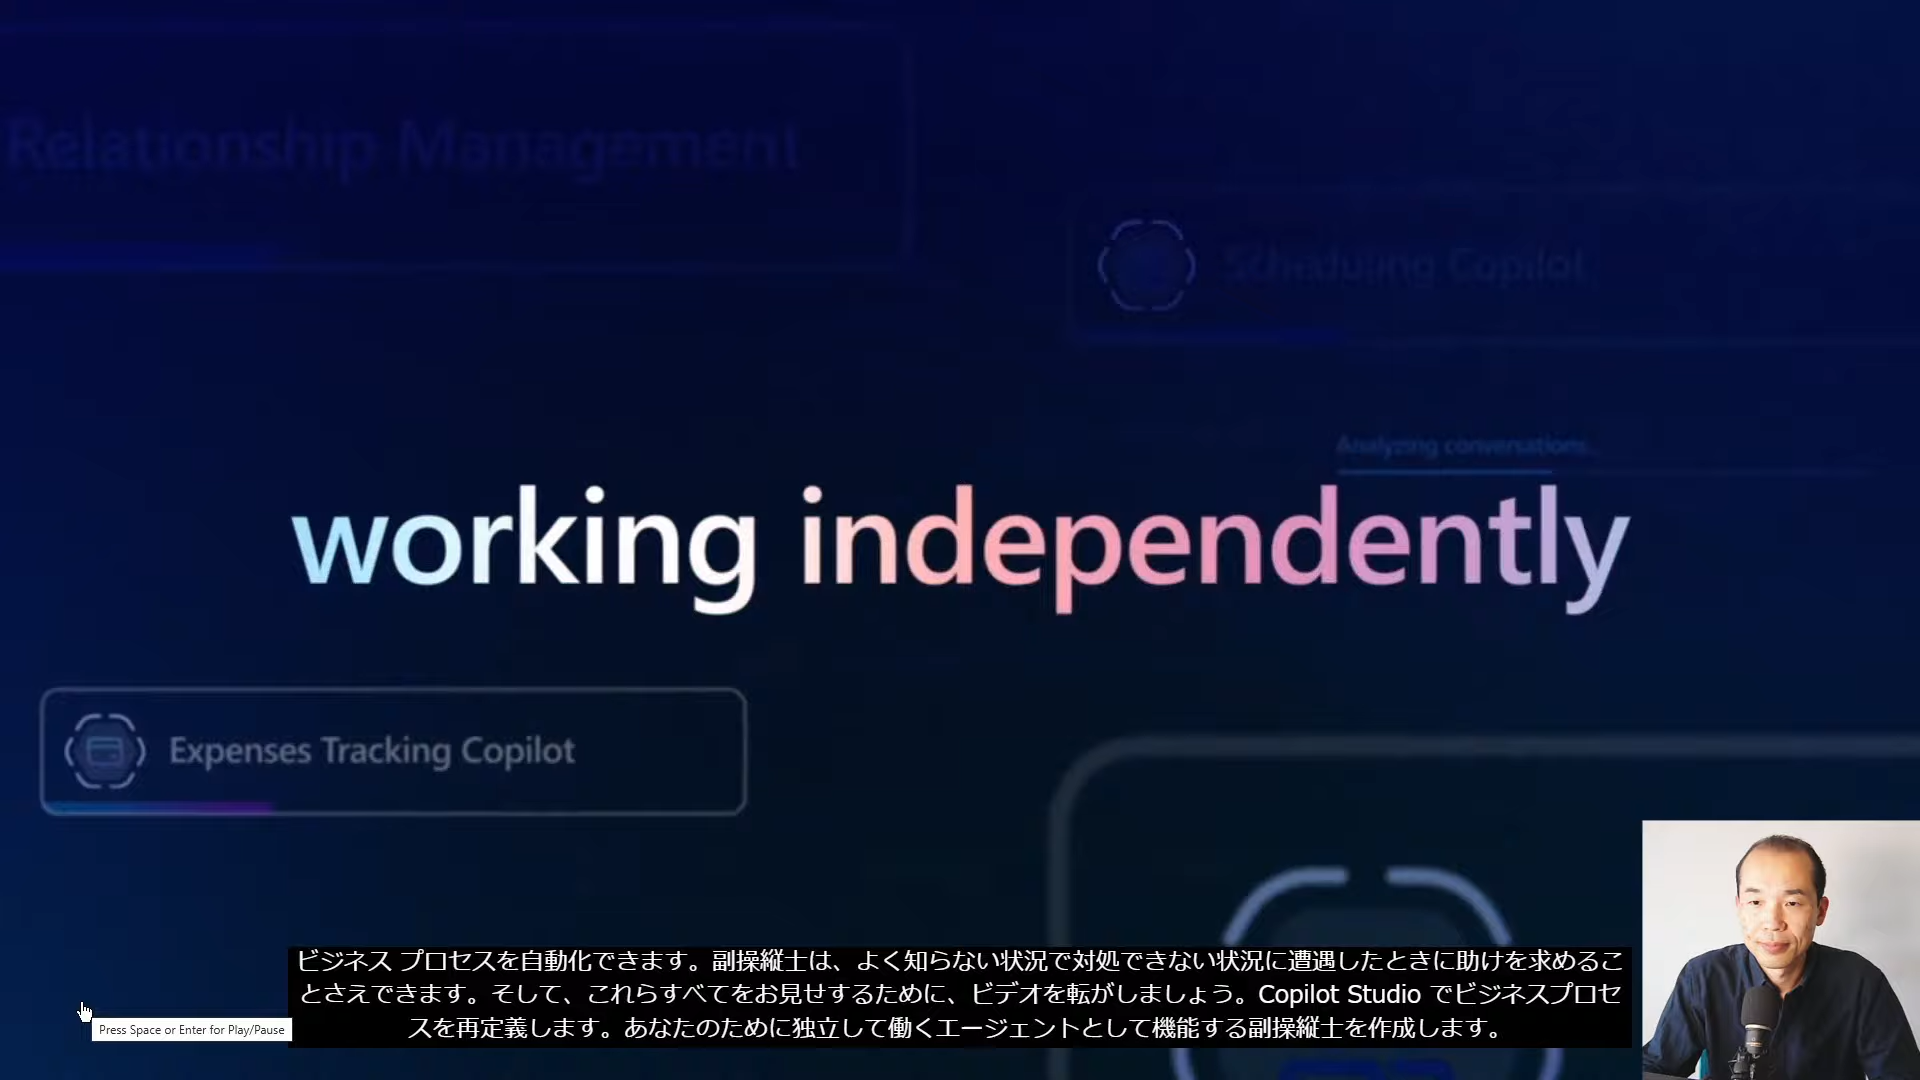 Relationship Management
Scheduling Copilot
Analyzing conversations...
working independently
Expenses Tracking Copilot
ビジネス プロセスを自動化できます。副操縦士は、よく知らない状況で対処できない状況に遭遇したときに助けを求めるこ
とさえできます。そして、これらすべてをお見せするために、ビデオを転がしましょう。Copilot Studio でビジネスプロセ
スを再定義します。あなたのために独立して働くエージェントとして機能する副操縦士を作成します。
Press Space or Enter for Play/Pause